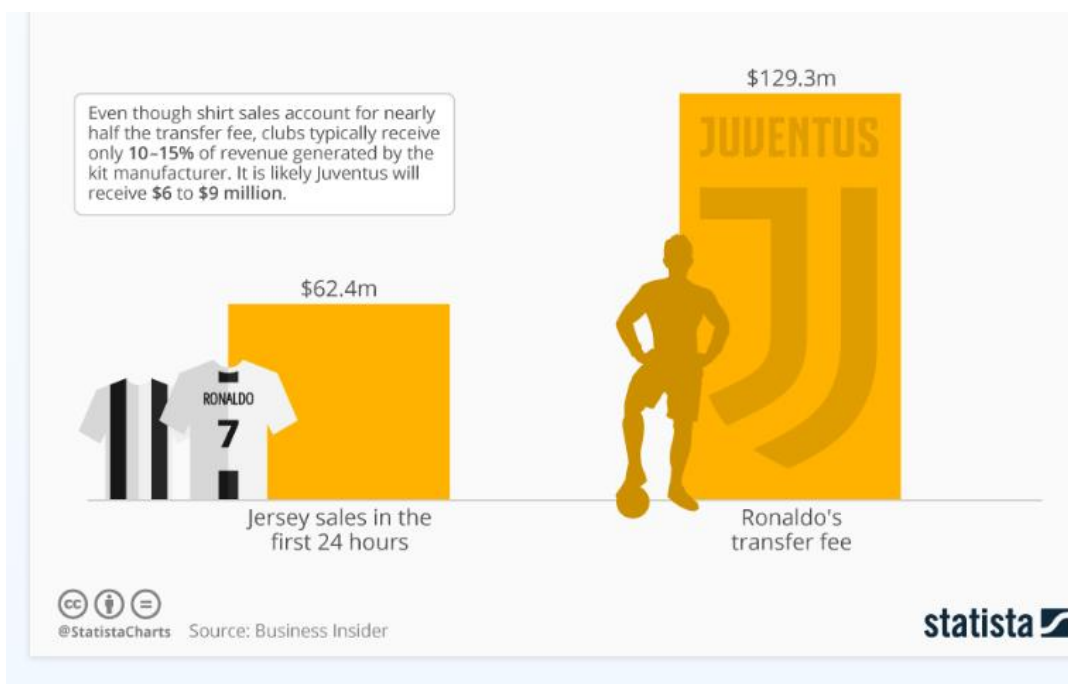 $129.3m
Even though shirt sales account for nearly
half the transfer fee, clubs typically receive
only 10–15% of revenue generated by the
kit manufacturer. It is likely Juventus will
receive $6 to $9 million.
JUVENTUS
$62.4m
RONALDO
7
Jersey sales in the
first 24 hours
Ronaldo's
transfer fee
cc
@StatistaCharts Source: Business Insider
statista